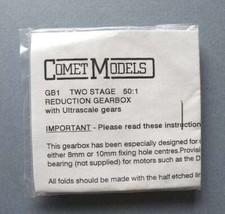 COMET MODELS
GB1 TWO STAGE 50:1
REDUCTION GEARBOX
with Ultrascale gears
IMPORTANT - Please read these instruction
This gearbox has been especially designed for
either 8mm or 10mm fixing hole centres. Provisi
bearing (not supplied) for motors such as the D
All folds should be made with the half etched lin